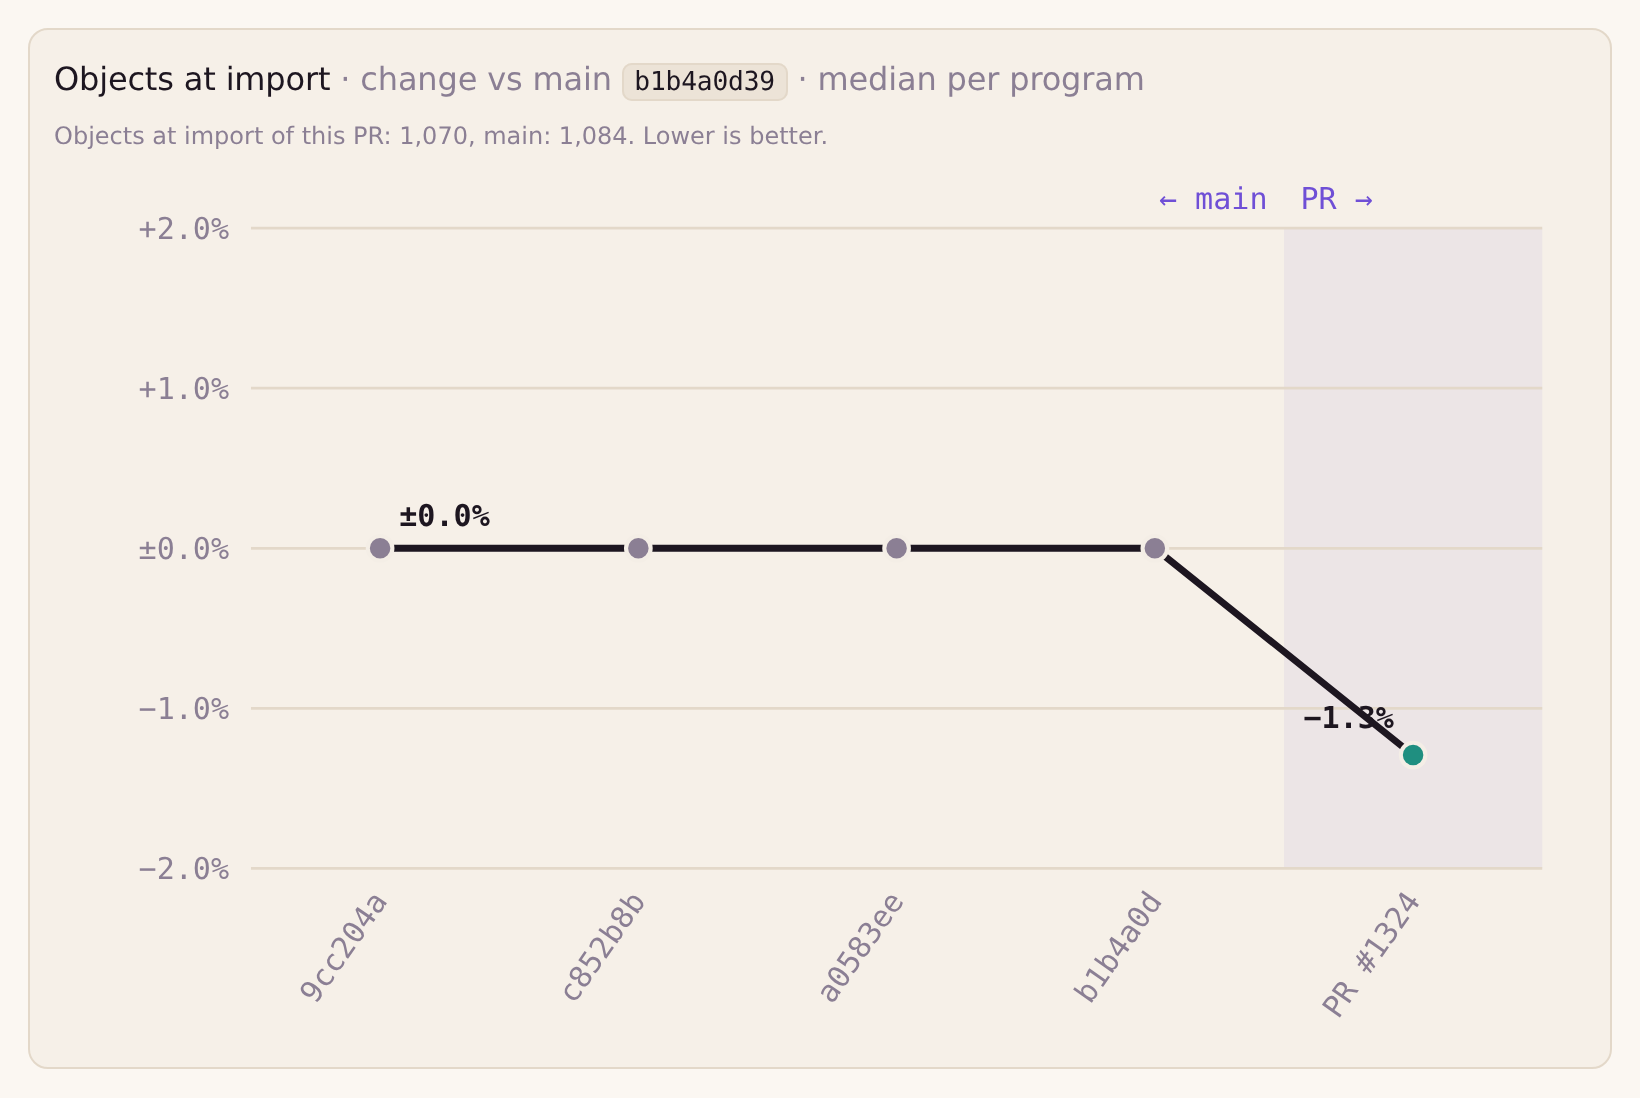 Objects at import · change vs main b1b4a0d39 · median per program
Objects at import of this PR: 1,070, main: 1,084. Lower is better.
← main PR →
+2.0%
+1.0%
±0.0%
±0.0%
−1.0%
−1.3%
−2.0%
9cc204a
c852b8b
a0583ee
b1b4a0d
PR #1324